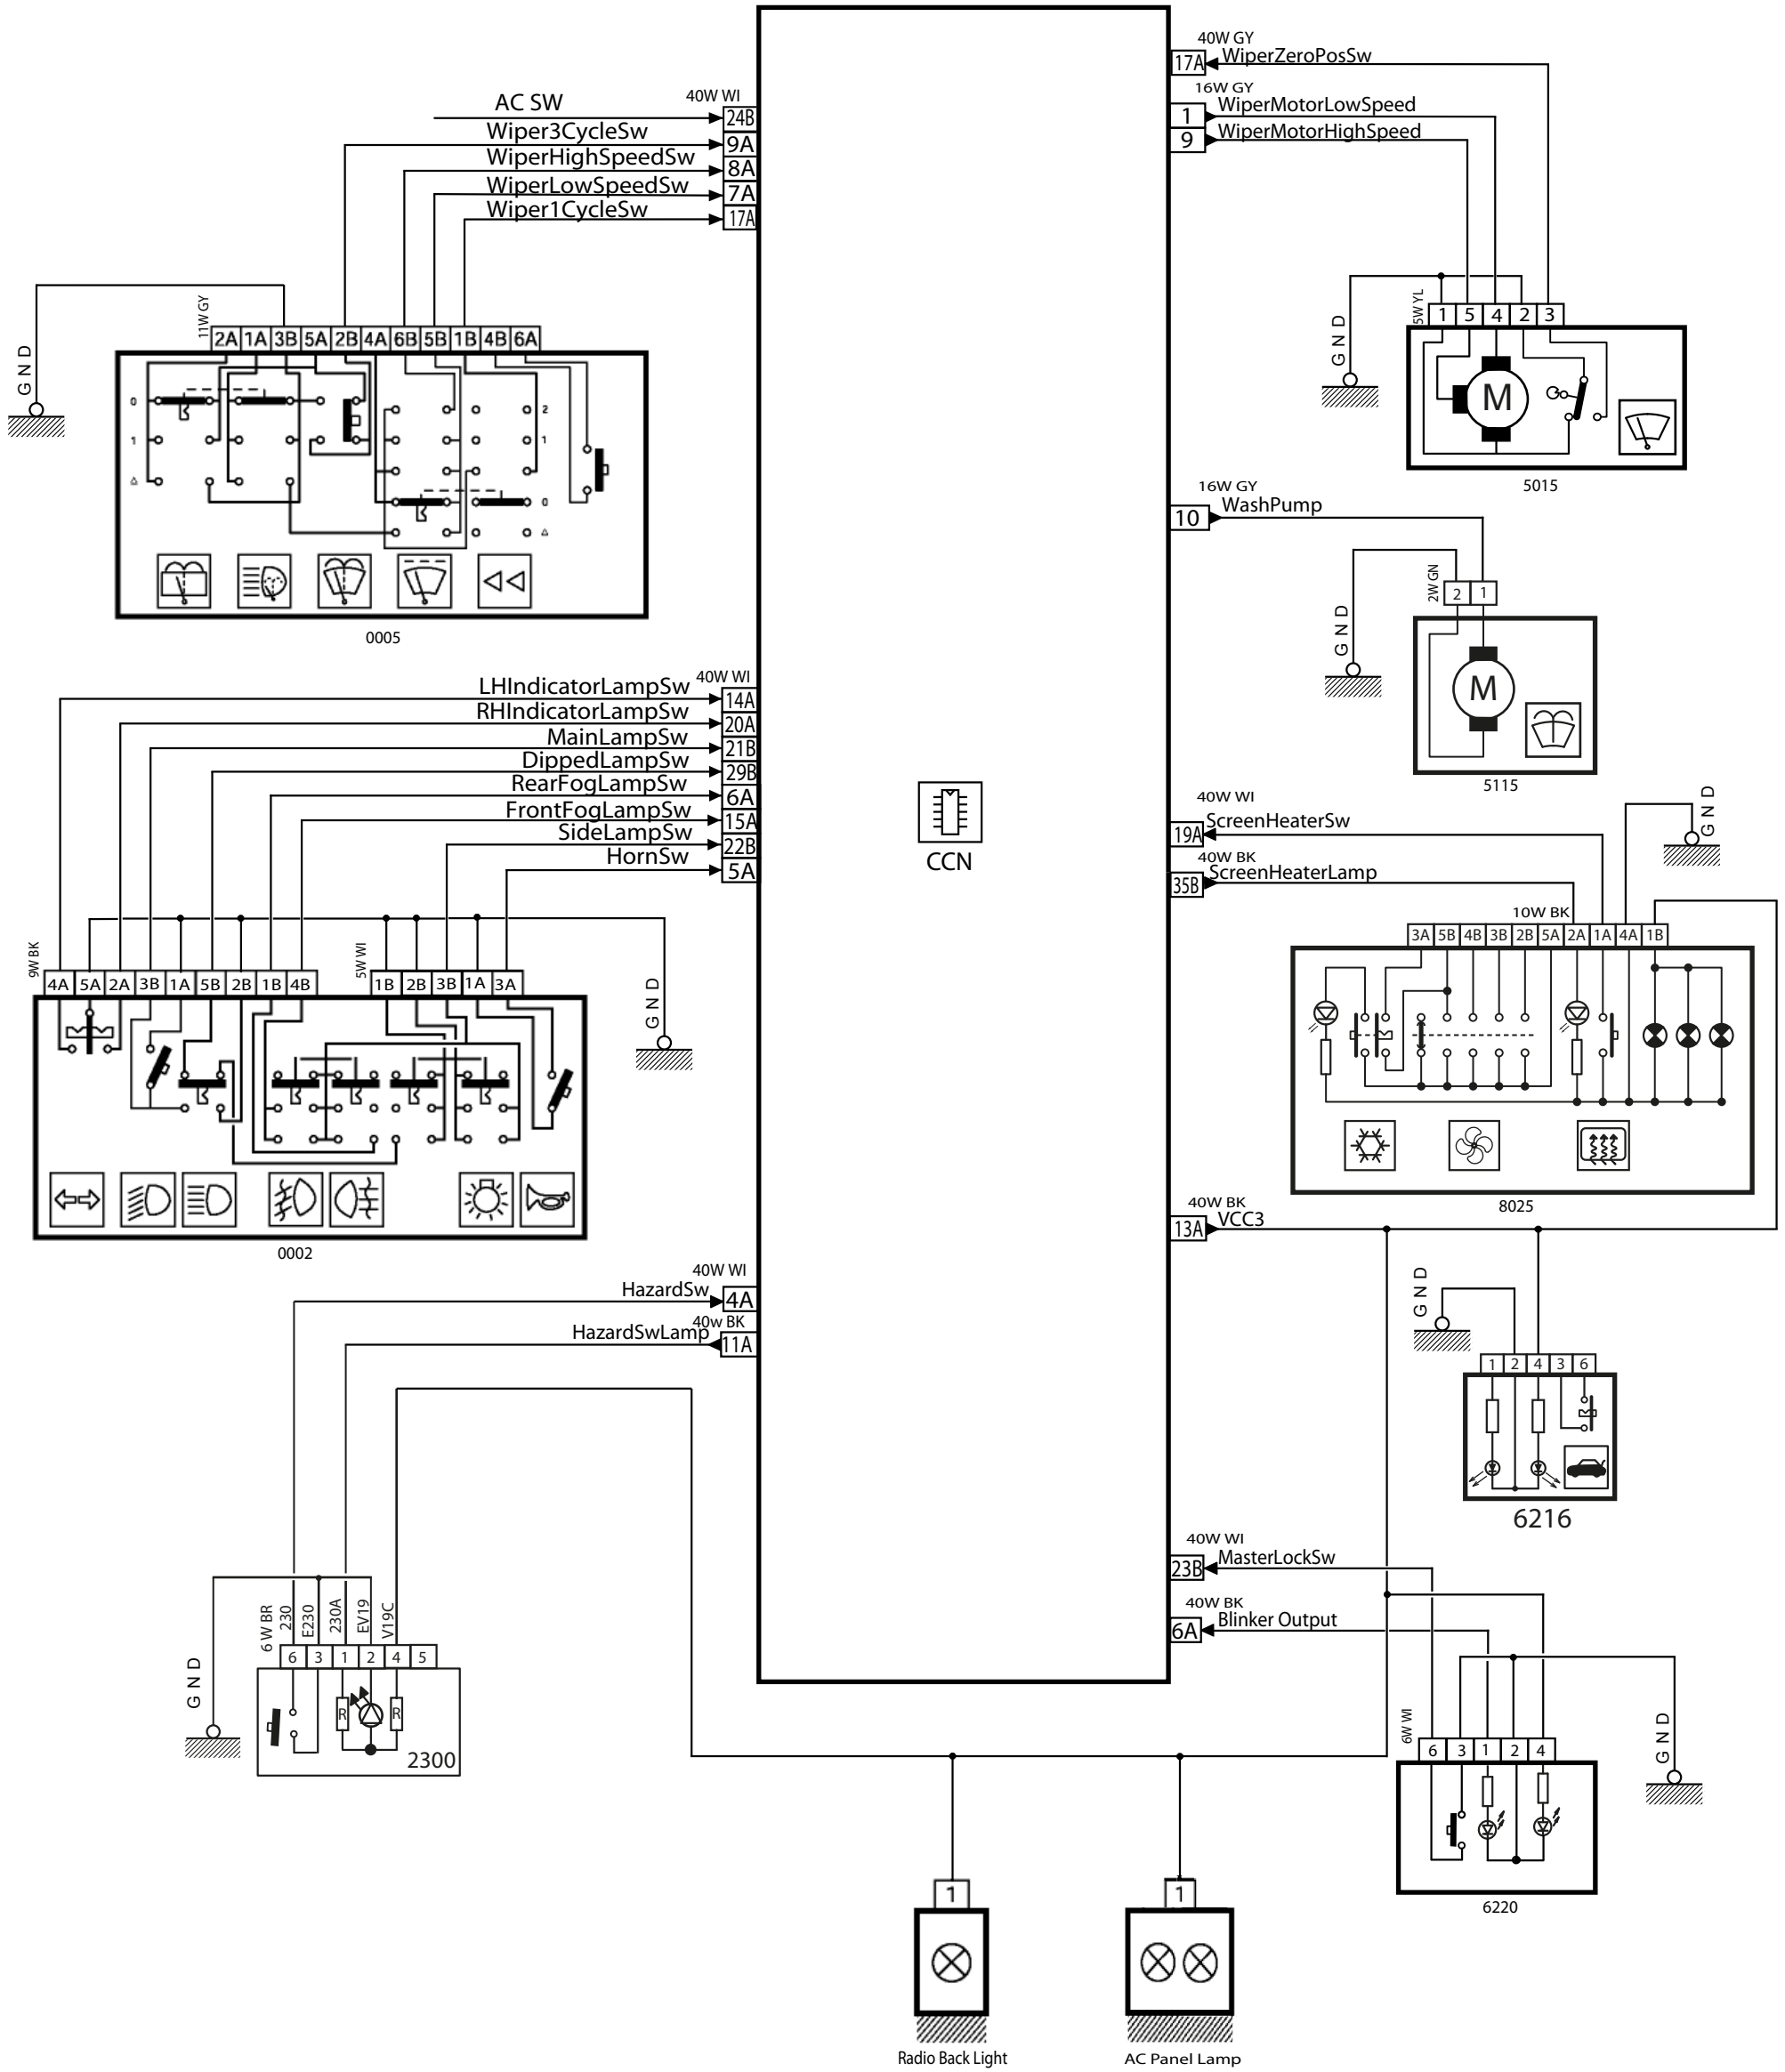 40W GY
17A WiperZeroPosSw
16W GY
1 WiperMotorLowSpeed
9 WiperMotorHighSpeed
40W WI
AC SW 24B
Wiper3CycleSw 9A
WiperHighSpeedSw 8A
WiperLowSpeedSw 7A
Wiper1CycleSw 17A
GND
11W GY
2A 1A 3B 5A 2B 4A 6B 5B 1B 4B 6A
0 2
1 1
0
0005
GND
5W YL
1 5 4 2 3
M
5015
16W GY
10 WashPump
GND
2W GN
2 1
M
5115
40W WI
LHIndicatorLampSw 14A
RHIndicatorLampSw 20A
MainLampSw 21B
DippedLampSw 29B
RearFogLampSw 6A
FrontFogLampSw 15A
SideLampSw 22B
HornSw 5A
CCN
40W WI
19A ScreenHeaterSw
40W BK
35B ScreenHeaterLamp
GND
10W BK
3A 5B 4B 3B 2B 5A 2A 1A 4A 1B
8025
9W BK
4A 5A 2A 3B 1A 5B 2B 1B 4B
5W WI
1B 2B 3B 1A 3A
GND
0002
40W BK
13A VCC3
GND
1 2 4 3 6
6216
40W WI
HazardSw 4A
40w BK
HazardSwLamp 11A
40W WI
23B MasterLockSw
40W BK
6A Blinker Output
GND
6 W BR
230
E230
230A
EV19
V19C
6 3 1 2 4 5
R R
2300
6W WI
6 3 1 2 4
GND
6220
1
Radio Back Light
1
AC Panel Lamp